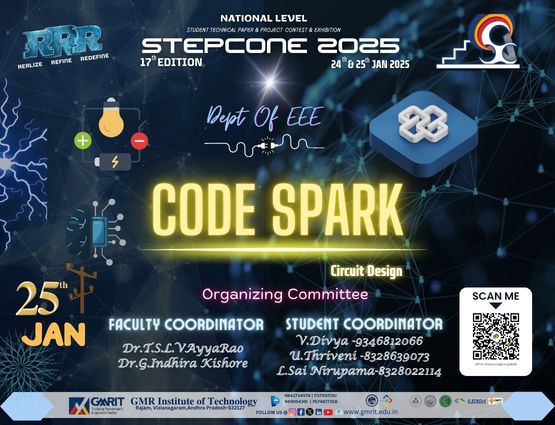 NATIONAL LEVEL
STUDENT TECHNICAL PAPER & PROJECT CONTEST & EXHIBITION
STEPCONE 2025
17th EDITION
24th & 25th JAN 2025
RRR
REALIZE REFINE REDEFINE
Dept Of EEE
CODE SPARK
Circuit Design
25th
JAN
Organizing Committee
FACULTY COORDINATOR
Dr.T.S.L.VAyyaRao
Dr.G.Indhira Kishore
STUDENT COORDINATOR
V.Divya -9346812066
U.Thriveni -8328639073
L.Sai Nirupama-8328022114
SCAN ME
GMRIT
GMR Institute of Technology
Rajam, Vizianagaram,Andhra Pradesh-532127
FOLLOW US @
www.gmrit.edu.in